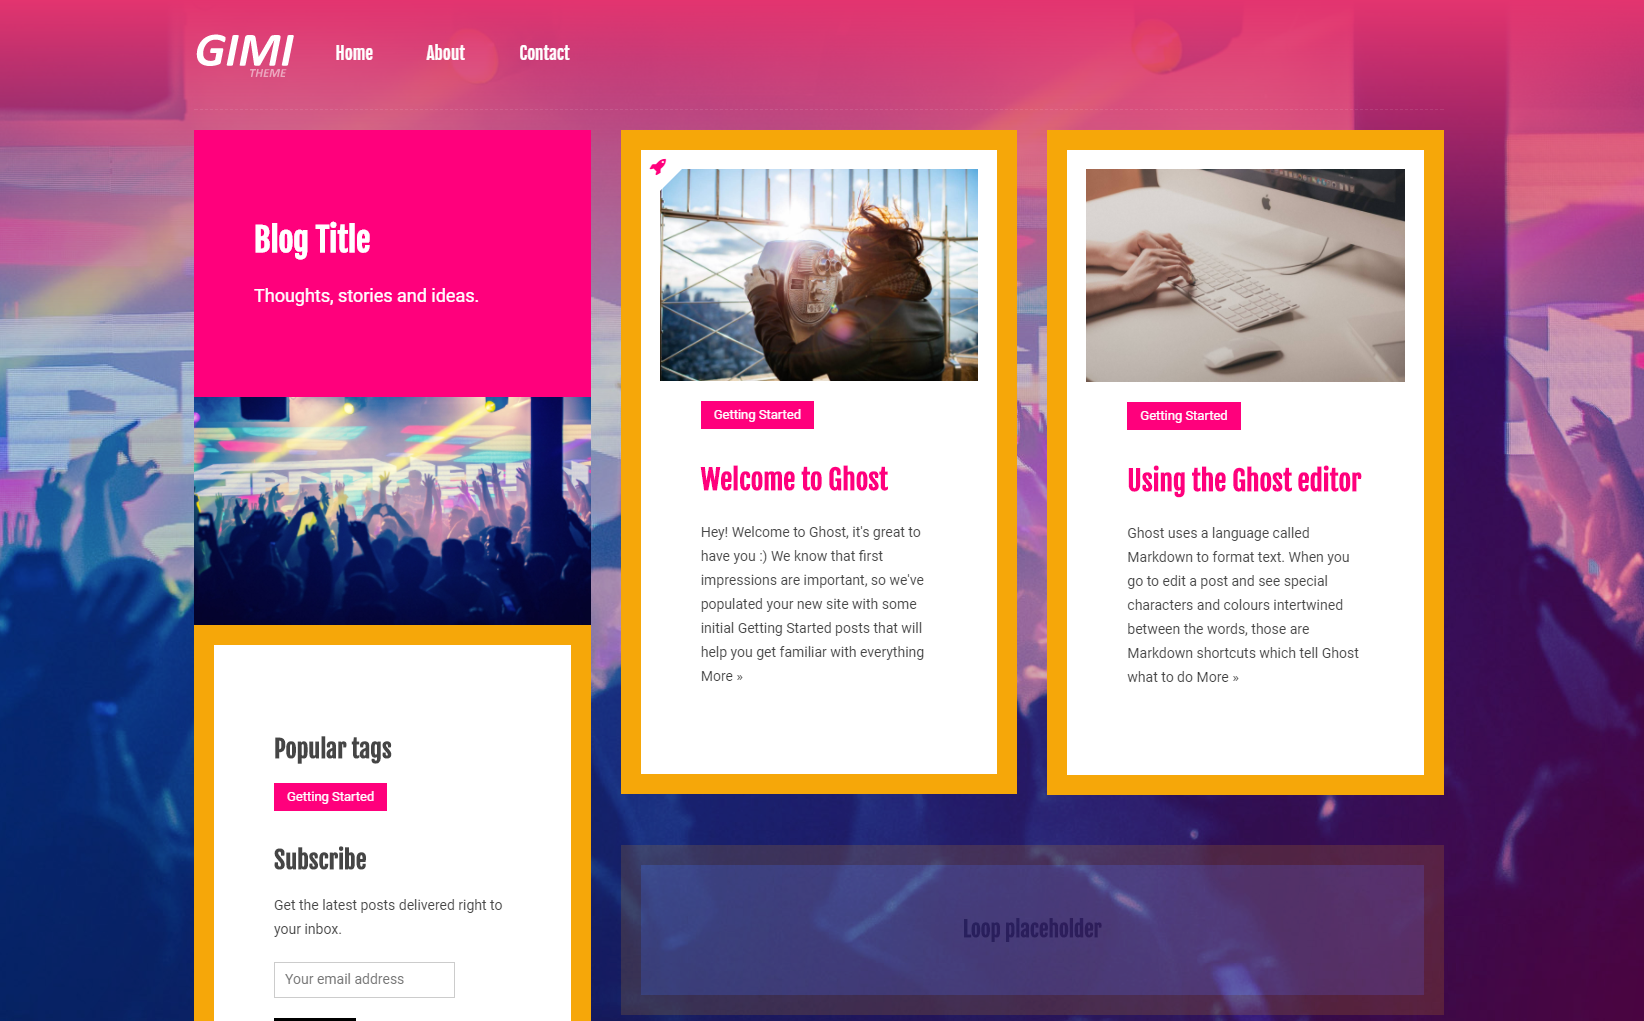 GIMI
THEME
Home
About
Contact
Blog Title
Thoughts, stories and ideas.
Popular tags
Getting Started
Subscribe
Get the latest posts delivered right to
your inbox.
Your email address
Getting Started
Welcome to Ghost
Hey! Welcome to Ghost, it's great to
have you :) We know that first
impressions are important, so we've
populated your new site with some
initial Getting Started posts that will
help you get familiar with everything
More »
Getting Started
Using the Ghost editor
Ghost uses a language called
Markdown to format text. When you
go to edit a post and see special
characters and colours intertwined
between the words, those are
Markdown shortcuts which tell Ghost
what to do More »
Loop placeholder